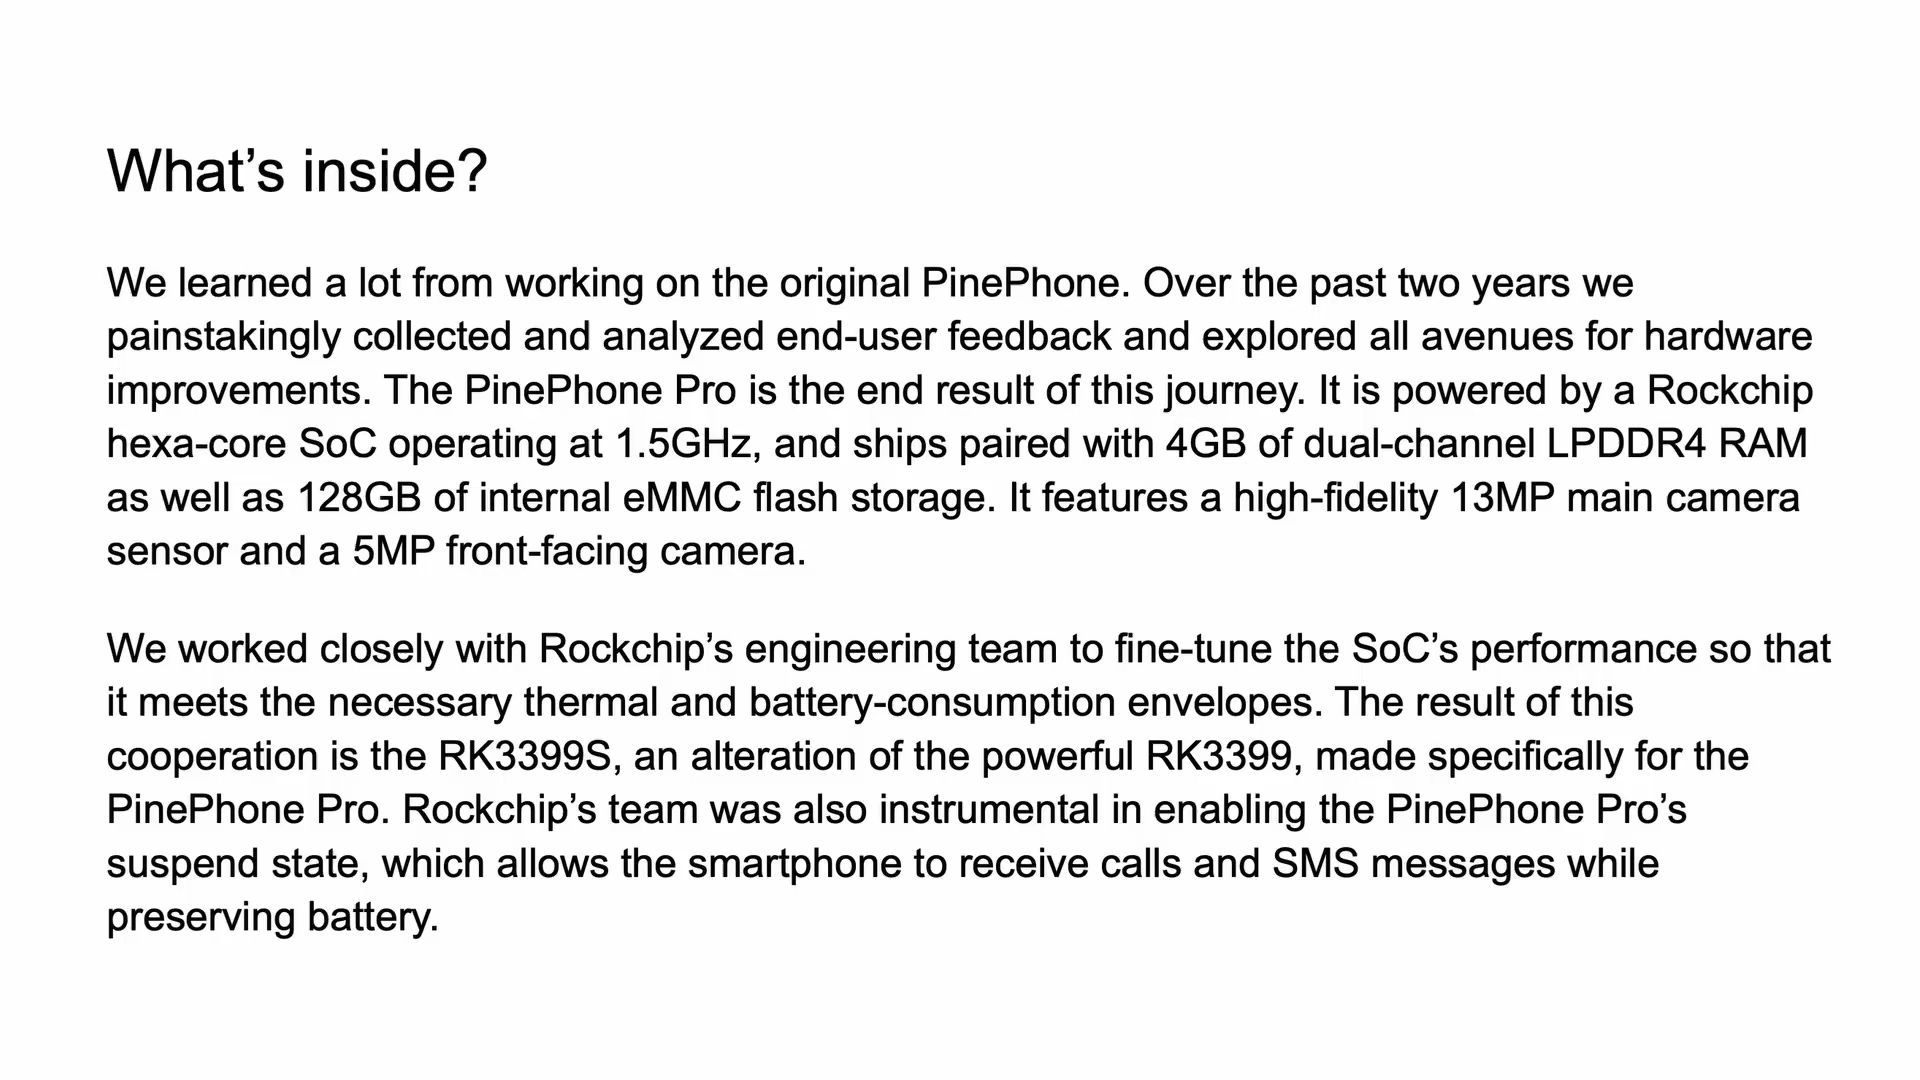 What’s inside?
We learned a lot from working on the original PinePhone. Over the past two years we
painstakingly collected and analyzed end-user feedback and explored all avenues for hardware
improvements. The PinePhone Pro is the end result of this journey. It is powered by a Rockchip
hexa-core SoC operating at 1.5GHz, and ships paired with 4GB of dual-channel LPDDR4 RAM
as well as 128GB of internal eMMC flash storage. It features a high-fidelity 13MP main camera
sensor and a 5MP front-facing camera.
We worked closely with Rockchip’s engineering team to fine-tune the SoC’s performance so that
it meets the necessary thermal and battery-consumption envelopes. The result of this
cooperation is the RK3399S, an alteration of the powerful RK3399, made specifically for the
PinePhone Pro. Rockchip’s team was also instrumental in enabling the PinePhone Pro’s
suspend state, which allows the smartphone to receive calls and SMS messages while
preserving battery.